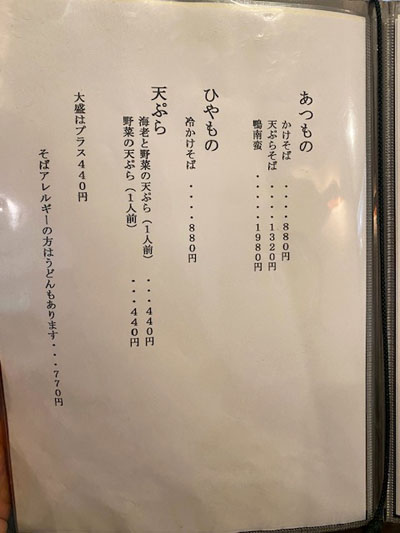 あつもの
かけそば ・・・・８８０円
天ぷらそば ・・・・１３２０円
鴨南蛮 ・・・・・１９８０円
ひやもの
冷かけそば ・・・・８８０円
天ぷら
海老と野菜の天ぷら（１人前） ・・・４４０円
野菜の天ぷら（１人前） ・・・４４０円
大盛はプラス４４０円
そばアレルギーの方はうどんもあります・・・７７０円